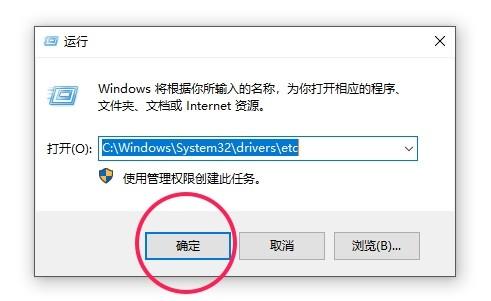 运行
Windows 将根据你所输入的名称，为你打开相应的程序、
文件夹、文档或 Internet 资源。
打开(O): C:\Windows\System32\drivers\etc
使用管理权限创建此任务。
确定 取消 浏览(B)...